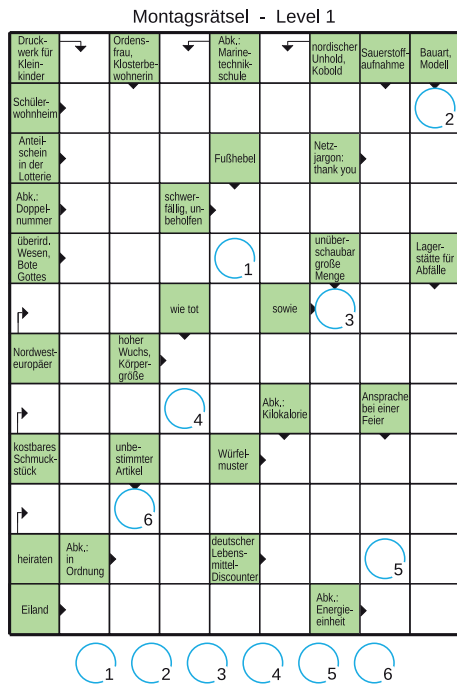 Montagsrätsel - Level 1
Druck-
werk für
Klein-
kinder
Ordens-
frau,
Klosterbe-
wohnerin
Abk.:
Marine-
technik-
schule
nordischer
Unhold,
Kobold
Sauerstoff-
aufnahme
Bauart,
Modell
Schüler-
wohnheim
2
Anteil-
schein
in der
Lotterie
Fußhebel
Netz-
jargon:
thank you
Abk.:
Doppel-
nummer
schwer-
fällig, un-
beholfen
überird.
Wesen,
Bote
Gottes
1
unüber-
schaubar
große
Menge
Lager-
stätte für
Abfälle
wie tot
sowie
3
Nordwest-
europäer
hoher
Wuchs,
Körper-
größe
4
Abk.:
Kilokalorie
Ansprache
bei einer
Feier
kostbares
Schmuck-
stück
unbe-
stimmter
Artikel
Würfel-
muster
6
heiraten
Abk.:
in
Ordnung
deutscher
Lebens-
mittel-
Discounter
5
Eiland
Abk.:
Energie-
einheit
1 2 3 4 5 6